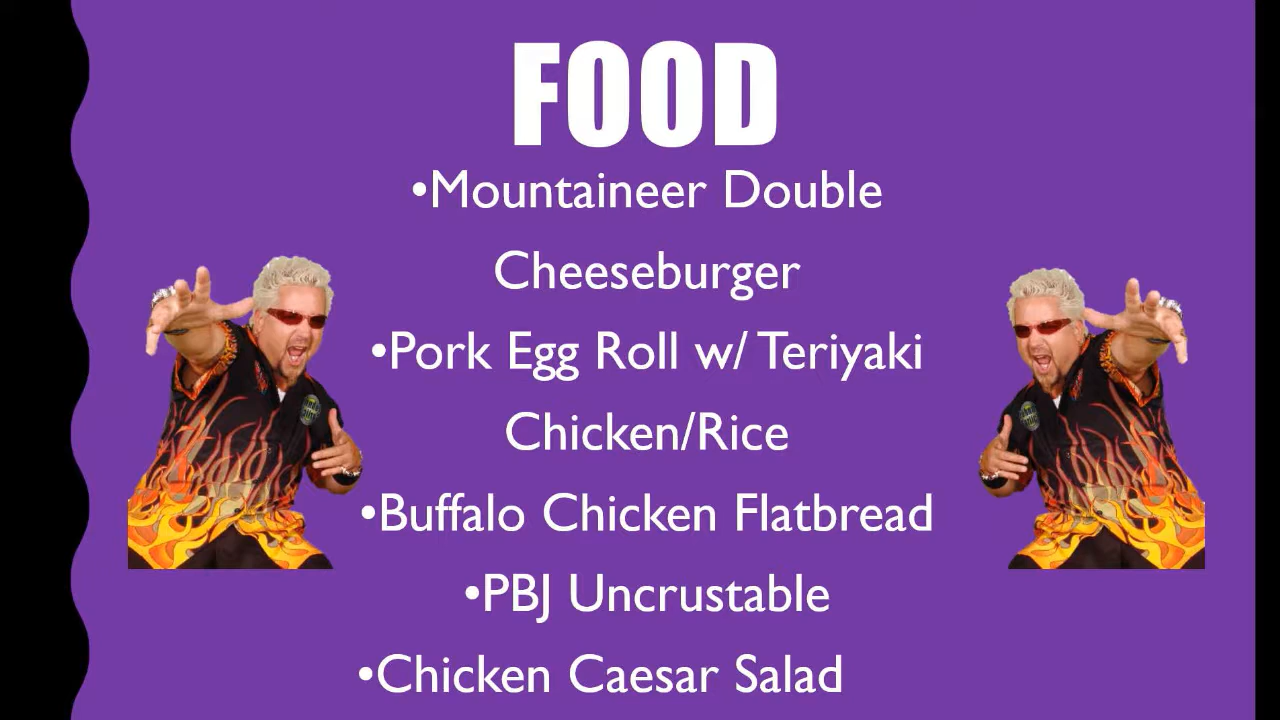 FOOD
•Mountaineer Double
Cheeseburger
•Pork Egg Roll w/ Teriyaki
Chicken/Rice
•Buffalo Chicken Flatbread
•PBJ Uncrustable
•Chicken Caesar Salad